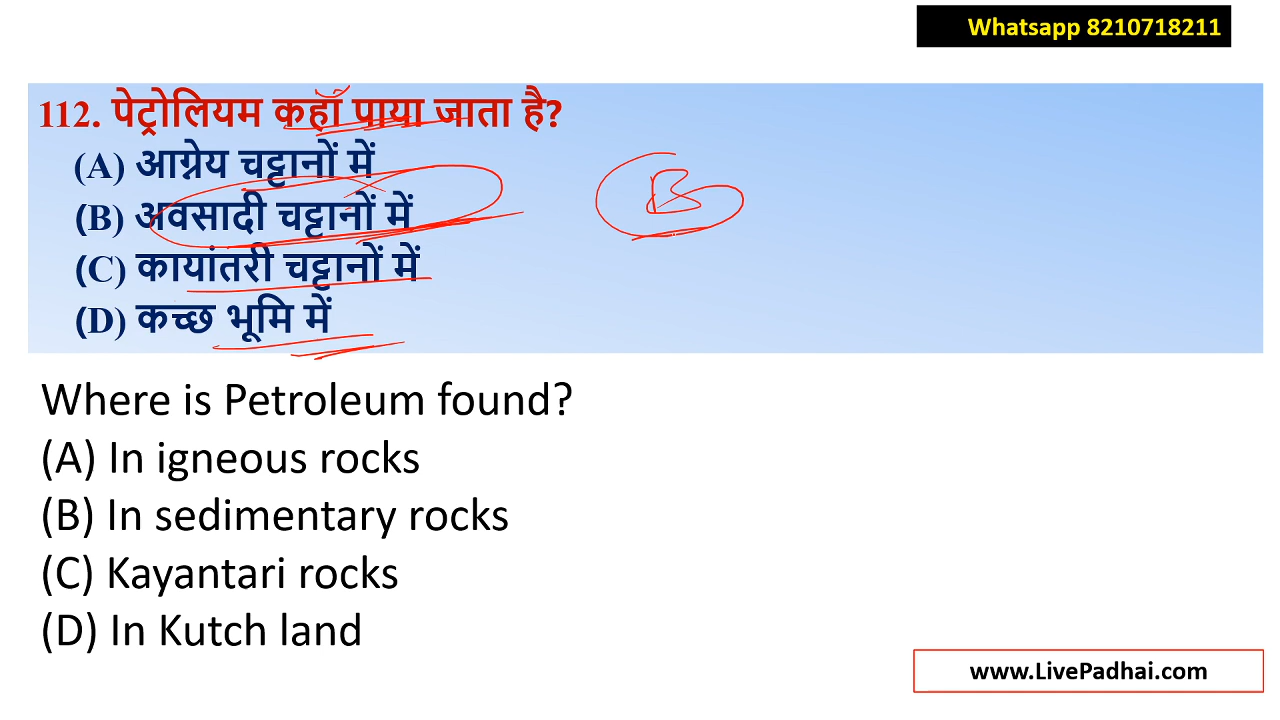 Whatsapp 8210718211
112. पेट्रोलियम कहाँ पाया जाता है?
(A) आग्नेय चट्टानों में
(B) अवसादी चट्टानों में
B
(C) कायांतरी चट्टानों में
(D) कच्छ भूमि में
Where is Petroleum found?
(A) In igneous rocks
(B) In sedimentary rocks
(C) Kayantari rocks
(D) In Kutch land
www.LivePadhai.com